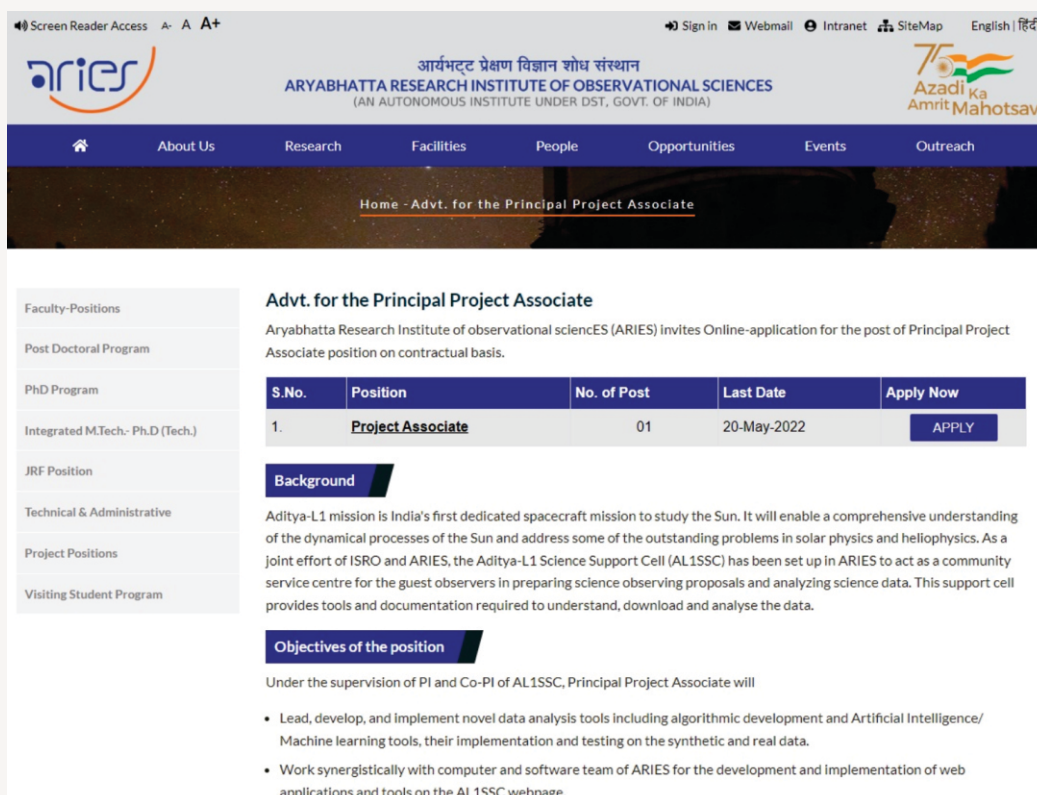 Screen Reader Access A- A A+ Sign in Webmail Intranet SiteMap English | हिंदी
aries
आर्यभट्ट प्रेक्षण विज्ञान शोध संस्थान
ARYABHATTA RESEARCH INSTITUTE OF OBSERVATIONAL SCIENCES
(AN AUTONOMOUS INSTITUTE UNDER DST, GOVT. OF INDIA)
75
Azadi Ka
Amrit Mahotsav
About Us Research Facilities People Opportunities Events Outreach
Home - Advt. for the Principal Project Associate
Faculty-Positions
Post Doctoral Program
PhD Program
Integrated M.Tech.- Ph.D (Tech.)
JRF Position
Technical & Administrative
Project Positions
Visiting Student Program
Advt. for the Principal Project Associate
Aryabhatta Research Institute of observational sciencES (ARIES) invites Online-application for the post of Principal Project
Associate position on contractual basis.
S.No. Position No. of Post Last Date Apply Now
1. Project Associate 01 20-May-2022 APPLY
Background
Aditya-L1 mission is India's first dedicated spacecraft mission to study the Sun. It will enable a comprehensive understanding
of the dynamical processes of the Sun and address some of the outstanding problems in solar physics and heliophysics. As a
joint effort of ISRO and ARIES, the Aditya-L1 Science Support Cell (AL1SSC) has been set up in ARIES to act as a community
service centre for the guest observers in preparing science observing proposals and analyzing science data. This support cell
provides tools and documentation required to understand, download and analyse the data.
Objectives of the position
Under the supervision of PI and Co-PI of AL1SSC, Principal Project Associate will
• Lead, develop, and implement novel data analysis tools including algorithmic development and Artificial Intelligence/
Machine learning tools, their implementation and testing on the synthetic and real data.
• Work synergistically with computer and software team of ARIES for the development and implementation of web
applications and tools on the AL1SSC webpage